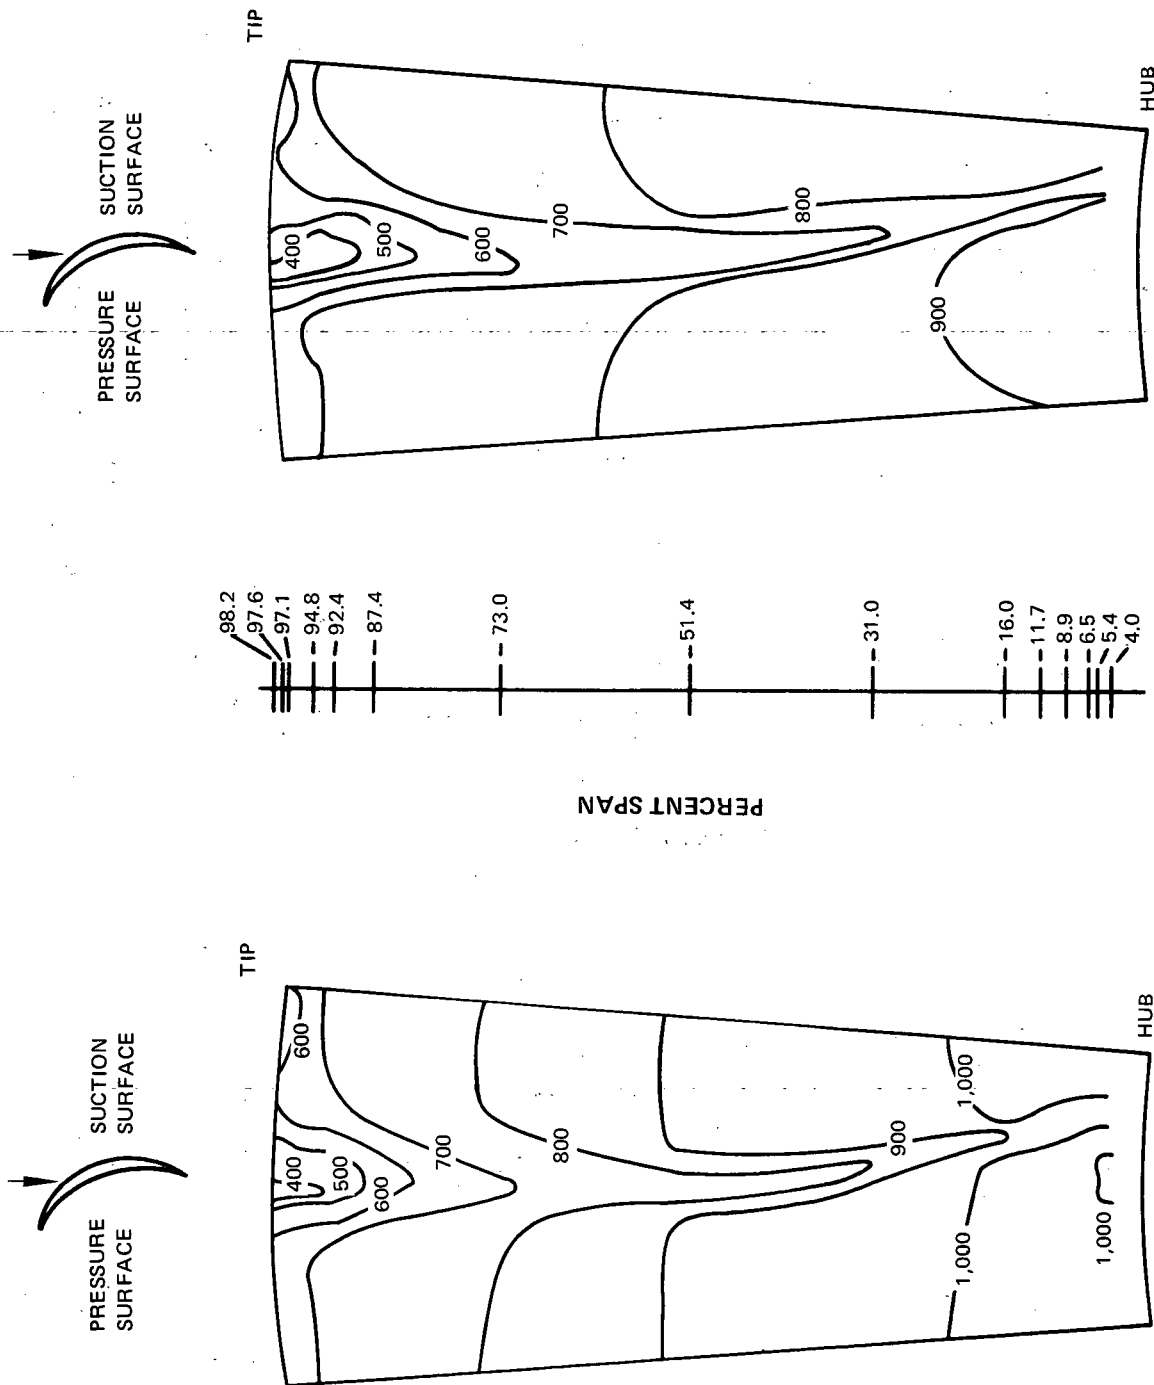 TIP
SUCTION
SURFACE
PRESSURE
SURFACE
400
500
600
700
800
900
HUB
98.2
97.6
97.1
94.8
92.4
87.4
73.0
51.4
31.0
16.0
11.7
8.9
6.5
5.4
4.0
PERCENT SPAN
TIP
SUCTION
SURFACE
PRESSURE
SURFACE
600
400
500
600
700
800
900
1,000
1,000
1,000
HUB